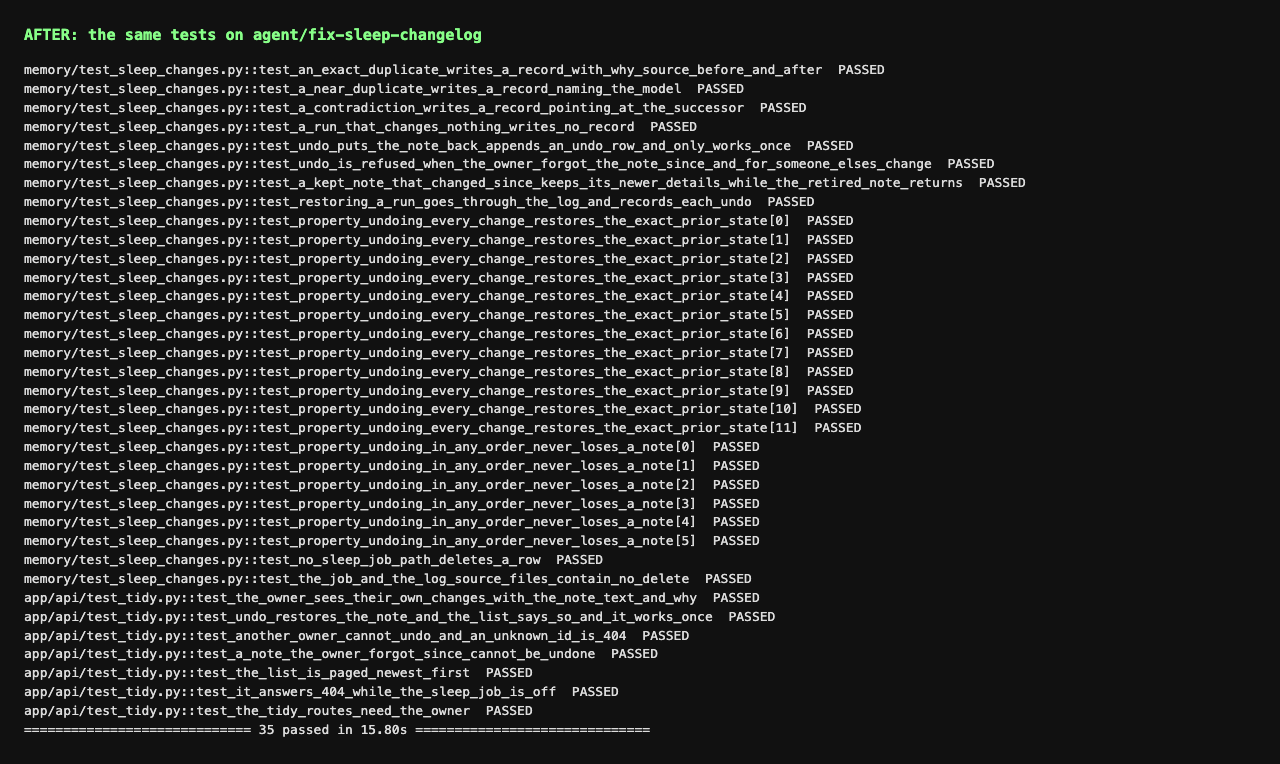 AFTER: the same tests on agent/fix-sleep-changelog
memory/test_sleep_changes.py::test_an_exact_duplicate_writes_a_record_with_why_source_before_and_after  PASSED
memory/test_sleep_changes.py::test_a_near_duplicate_writes_a_record_naming_the_model  PASSED
memory/test_sleep_changes.py::test_a_contradiction_writes_a_record_pointing_at_the_successor  PASSED
memory/test_sleep_changes.py::test_a_run_that_changes_nothing_writes_no_record  PASSED
memory/test_sleep_changes.py::test_undo_puts_the_note_back_appends_an_undo_row_and_only_works_once  PASSED
memory/test_sleep_changes.py::test_undo_is_refused_when_the_owner_forgot_the_note_since_and_for_someone_elses_change  PASSED
memory/test_sleep_changes.py::test_a_kept_note_that_changed_since_keeps_its_newer_details_while_the_retired_note_returns  PASSED
memory/test_sleep_changes.py::test_restoring_a_run_goes_through_the_log_and_records_each_undo  PASSED
memory/test_sleep_changes.py::test_property_undoing_every_change_restores_the_exact_prior_state[0]  PASSED
memory/test_sleep_changes.py::test_property_undoing_every_change_restores_the_exact_prior_state[1]  PASSED
memory/test_sleep_changes.py::test_property_undoing_every_change_restores_the_exact_prior_state[2]  PASSED
memory/test_sleep_changes.py::test_property_undoing_every_change_restores_the_exact_prior_state[3]  PASSED
memory/test_sleep_changes.py::test_property_undoing_every_change_restores_the_exact_prior_state[4]  PASSED
memory/test_sleep_changes.py::test_property_undoing_every_change_restores_the_exact_prior_state[5]  PASSED
memory/test_sleep_changes.py::test_property_undoing_every_change_restores_the_exact_prior_state[6]  PASSED
memory/test_sleep_changes.py::test_property_undoing_every_change_restores_the_exact_prior_state[7]  PASSED
memory/test_sleep_changes.py::test_property_undoing_every_change_restores_the_exact_prior_state[8]  PASSED
memory/test_sleep_changes.py::test_property_undoing_every_change_restores_the_exact_prior_state[9]  PASSED
memory/test_sleep_changes.py::test_property_undoing_every_change_restores_the_exact_prior_state[10]  PASSED
memory/test_sleep_changes.py::test_property_undoing_every_change_restores_the_exact_prior_state[11]  PASSED
memory/test_sleep_changes.py::test_property_undoing_in_any_order_never_loses_a_note[0]  PASSED
memory/test_sleep_changes.py::test_property_undoing_in_any_order_never_loses_a_note[1]  PASSED
memory/test_sleep_changes.py::test_property_undoing_in_any_order_never_loses_a_note[2]  PASSED
memory/test_sleep_changes.py::test_property_undoing_in_any_order_never_loses_a_note[3]  PASSED
memory/test_sleep_changes.py::test_property_undoing_in_any_order_never_loses_a_note[4]  PASSED
memory/test_sleep_changes.py::test_property_undoing_in_any_order_never_loses_a_note[5]  PASSED
memory/test_sleep_changes.py::test_no_sleep_job_path_deletes_a_row  PASSED
memory/test_sleep_changes.py::test_the_job_and_the_log_source_files_contain_no_delete  PASSED
app/api/test_tidy.py::test_the_owner_sees_their_own_changes_with_the_note_text_and_why  PASSED
app/api/test_tidy.py::test_undo_restores_the_note_and_the_list_says_so_and_it_works_once  PASSED
app/api/test_tidy.py::test_another_owner_cannot_undo_and_an_unknown_id_is_404  PASSED
app/api/test_tidy.py::test_a_note_the_owner_forgot_since_cannot_be_undone  PASSED
app/api/test_tidy.py::test_the_list_is_paged_newest_first  PASSED
app/api/test_tidy.py::test_it_answers_404_while_the_sleep_job_is_off  PASSED
app/api/test_tidy.py::test_the_tidy_routes_need_the_owner  PASSED
============================= 35 passed in 15.80s ==============================